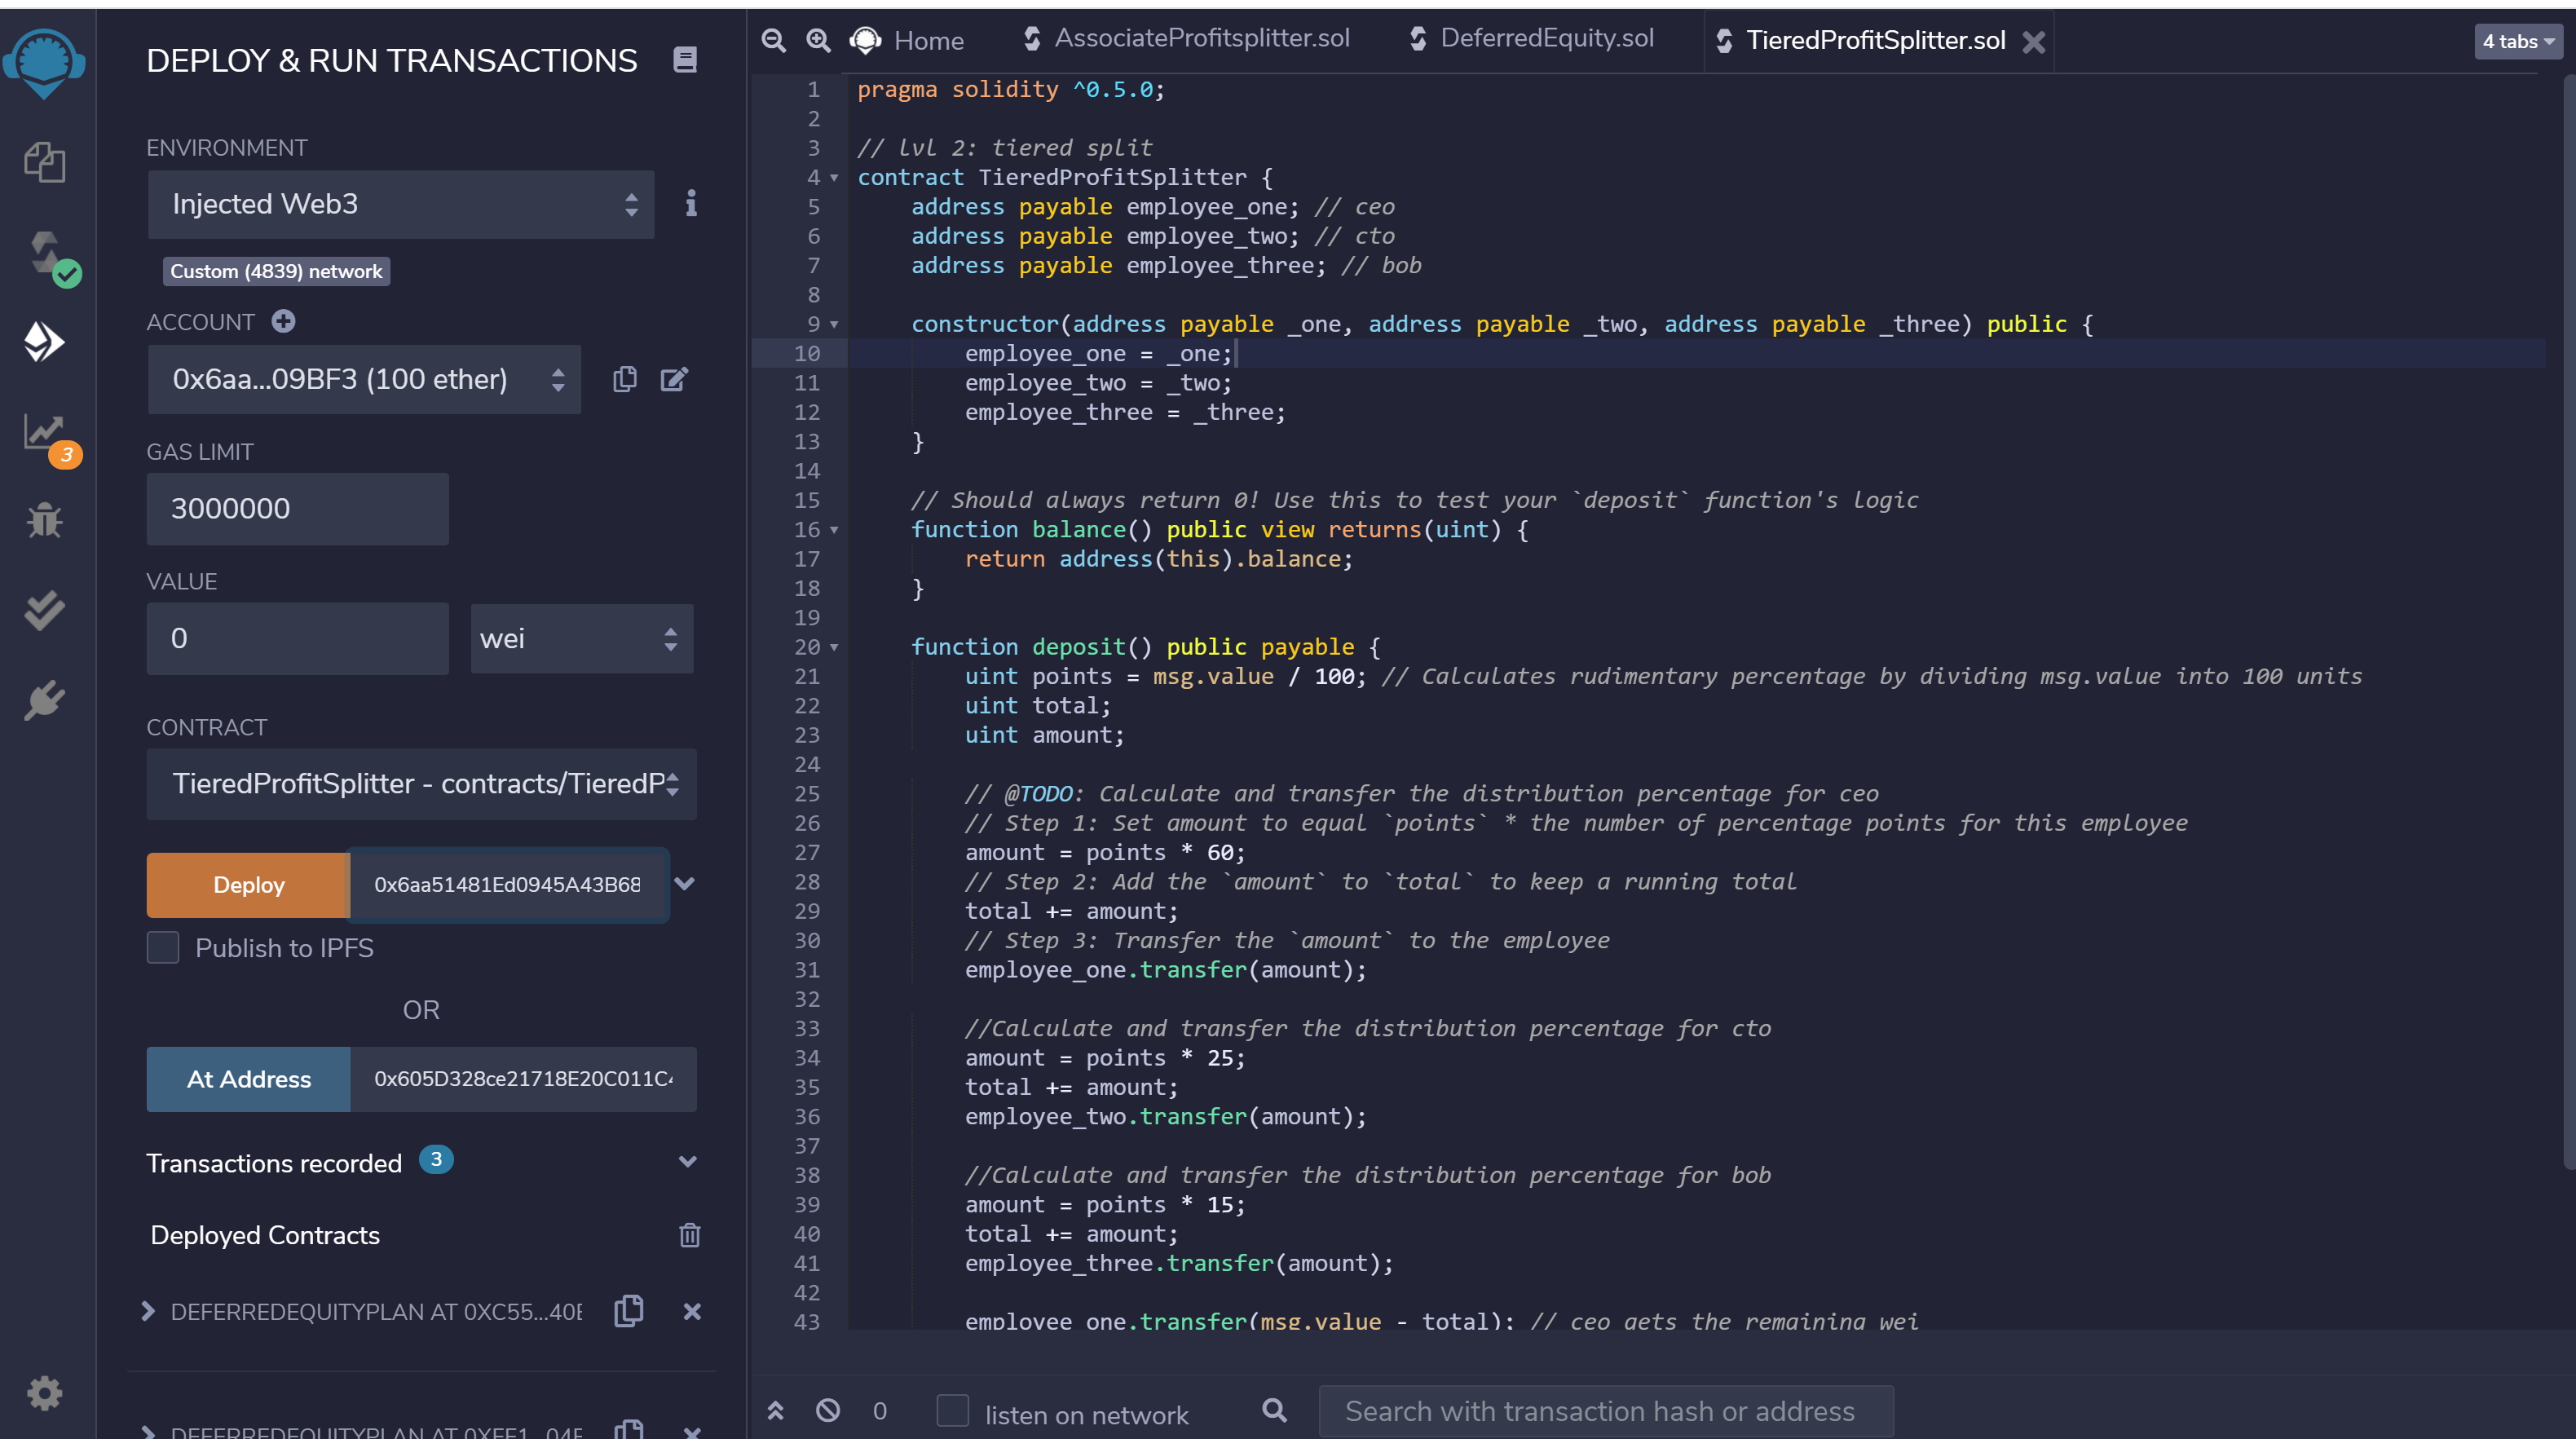 DEPLOY & RUN TRANSACTIONS
ENVIRONMENT
Injected Web3
Custom (4839) network
ACCOUNT
0x6aa...09BF3 (100 ether)
3
GAS LIMIT
3000000
VALUE
0
wei
CONTRACT
TieredProfitSplitter - contracts/TieredP
Deploy
0x6aa51481Ed0945A43B68
Publish to IPFS
OR
At Address
0x605D328ce21718E20C011C
Transactions recorded 3
Deployed Contracts
DEFERREDEQUITYPLAN AT 0XC55...40
DEFERREDEQUITYPLAN AT 0XFF1...04
Home
AssociateProfitsplitter.sol
DeferredEquity.sol
TieredProfitSplitter.sol
4 tabs
1 pragma solidity ^0.5.0;
2
3 // lvl 2: tiered split
4 contract TieredProfitSplitter {
5 address payable employee_one; // ceo
6 address payable employee_two; // cto
7 address payable employee_three; // bob
8
9 constructor(address payable _one, address payable _two, address payable _three) public {
10 employee_one = _one;
11 employee_two = _two;
12 employee_three = _three;
13 }
14
15 // Should always return 0! Use this to test your `deposit` function's logic
16 function balance() public view returns(uint) {
17 return address(this).balance;
18 }
19
20 function deposit() public payable {
21 uint points = msg.value / 100; // Calculates rudimentary percentage by dividing msg.value into 100 units
22 uint total;
23 uint amount;
24
25 // @TODO: Calculate and transfer the distribution percentage for ceo
26 // Step 1: Set amount to equal `points` * the number of percentage points for this employee
27 amount = points * 60;
28 // Step 2: Add the `amount` to `total` to keep a running total
29 total += amount;
30 // Step 3: Transfer the `amount` to the employee
31 employee_one.transfer(amount);
32
33 //Calculate and transfer the distribution percentage for cto
34 amount = points * 25;
35 total += amount;
36 employee_two.transfer(amount);
37
38 //Calculate and transfer the distribution percentage for bob
39 amount = points * 15;
40 total += amount;
41 employee_three.transfer(amount);
42
43 employee_one.transfer(msg.value - total); // ceo gets the remaining wei
0
listen on network
Search with transaction hash or address